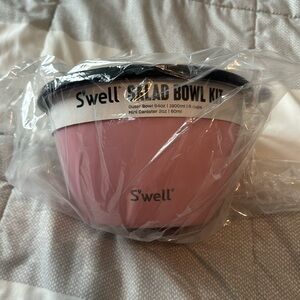 S'well® SALAD BOWL KIT
Outer Bowl 64oz | 1900ml | 8 cups
Mini Canister 2oz | 60ml
S'well®